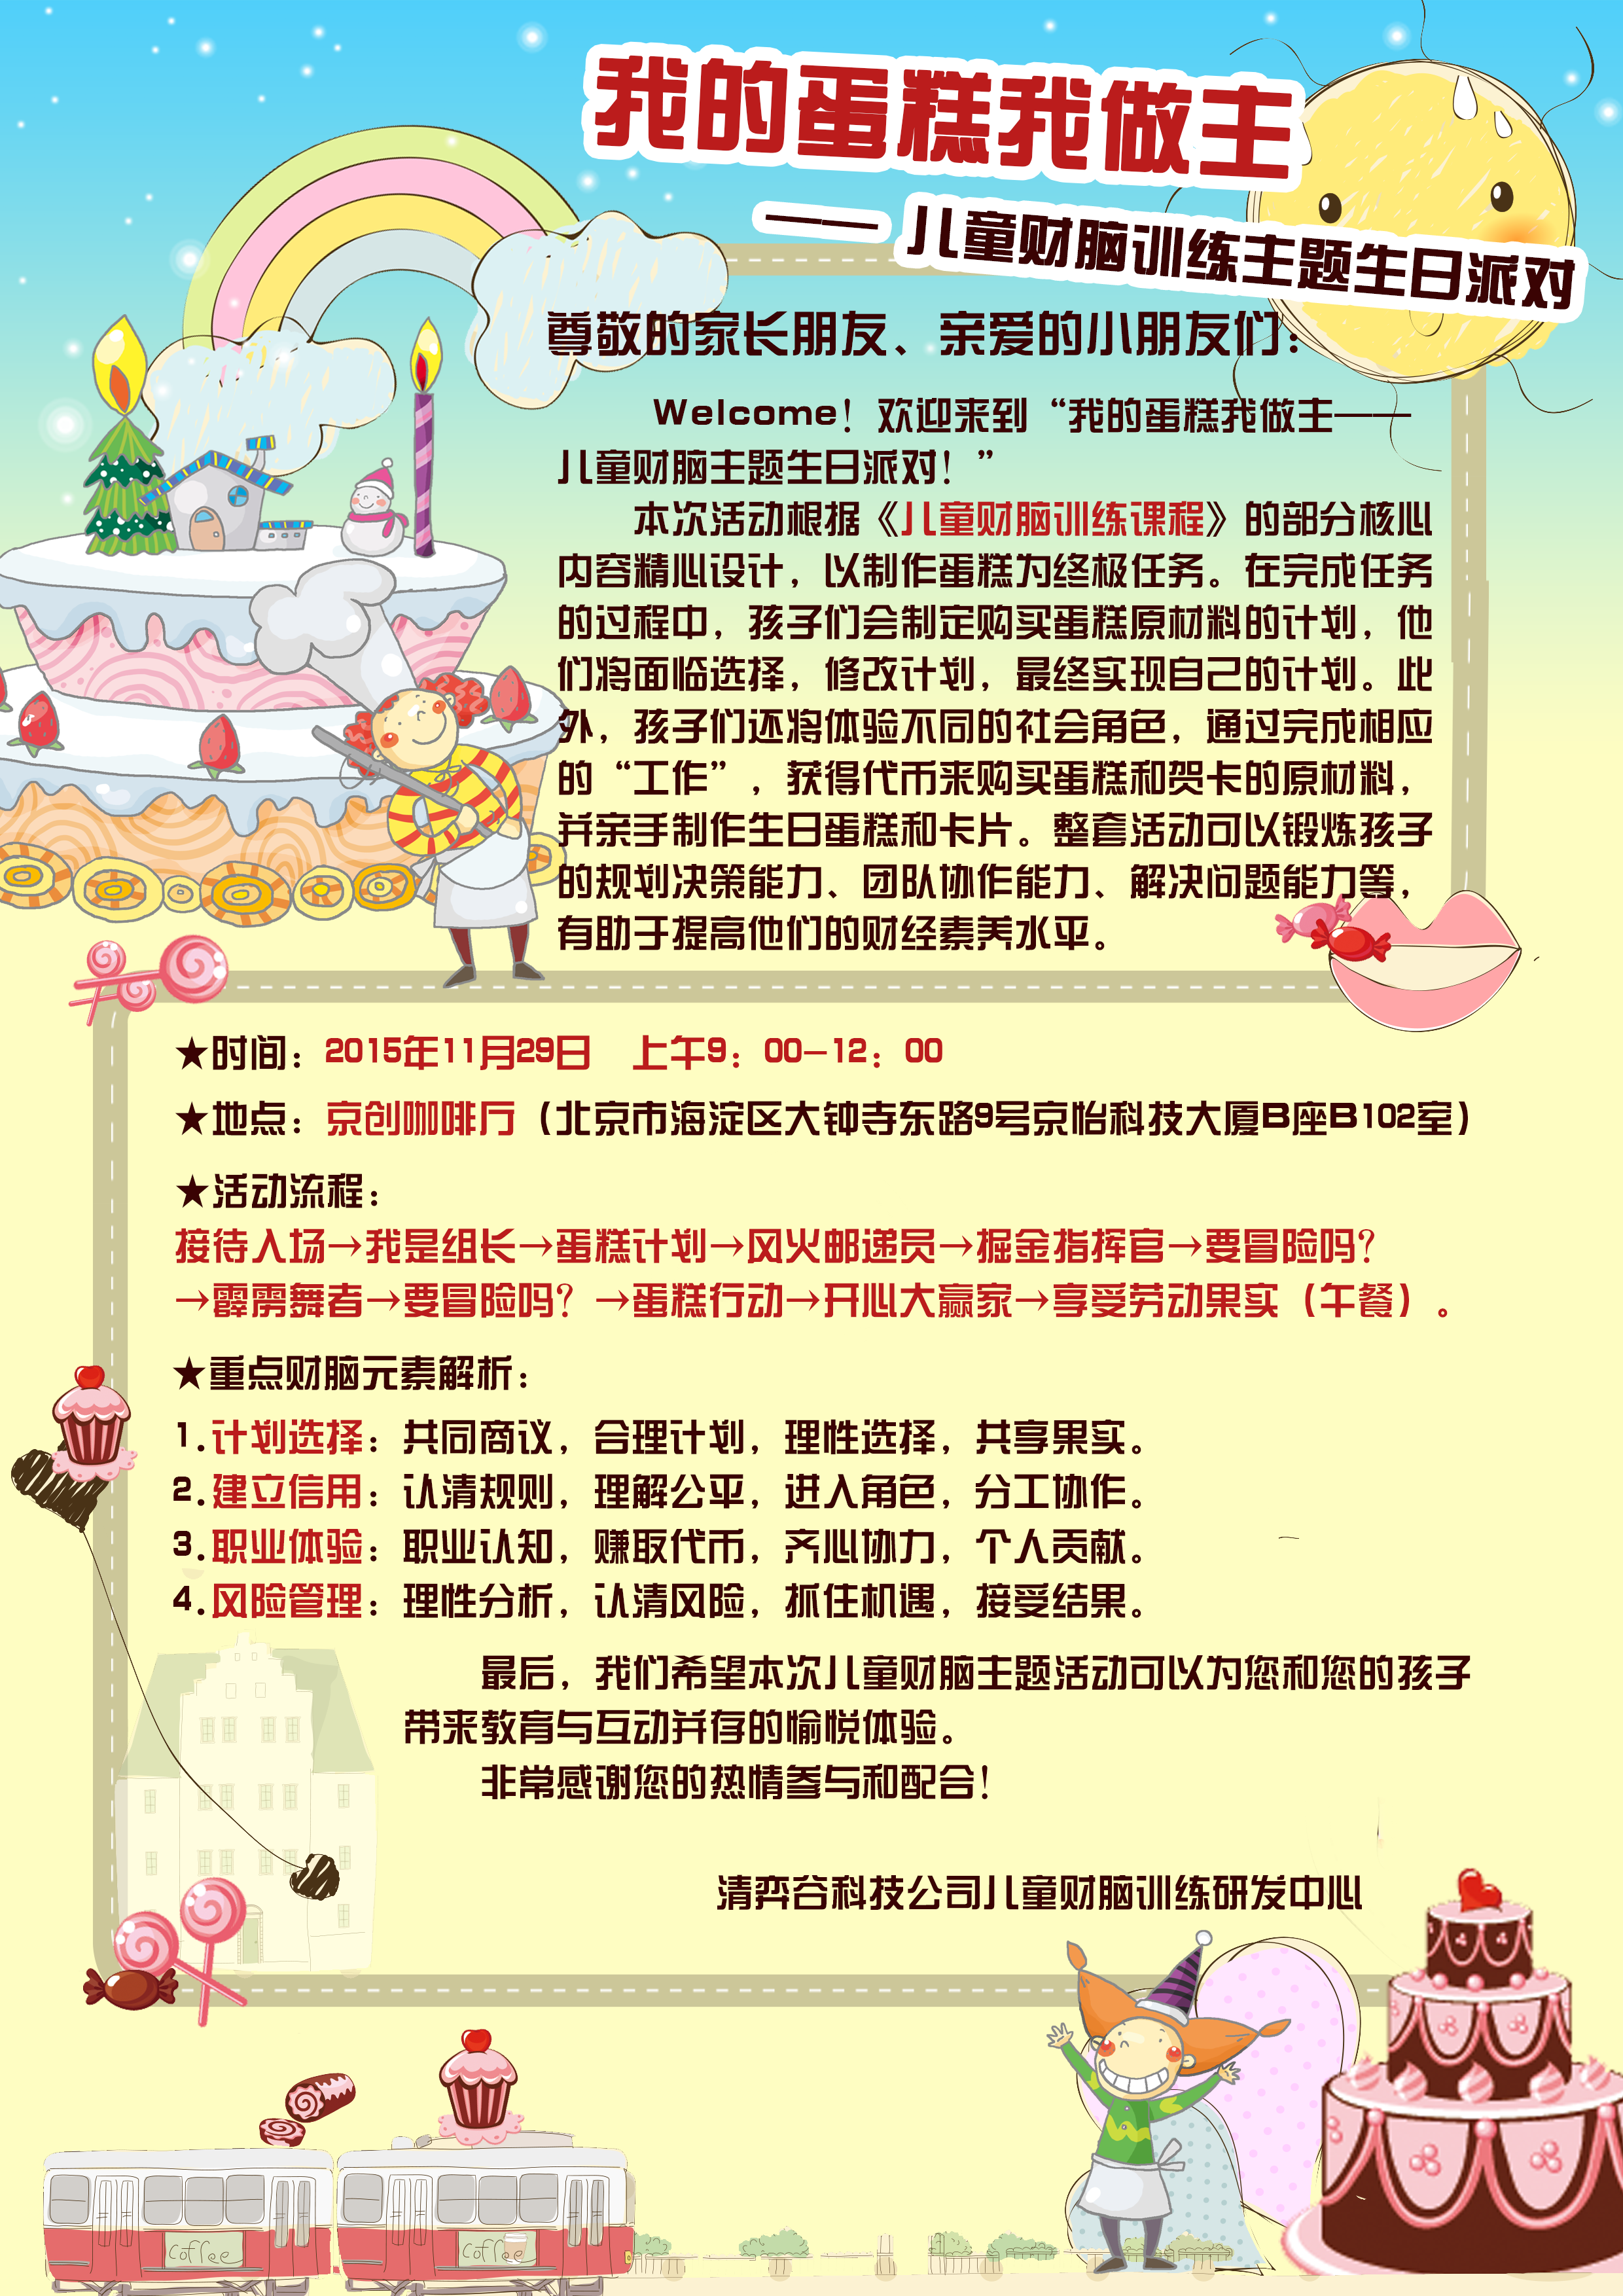 我的蛋糕我做主
—— 儿童财脑训练主题生日派对
尊敬的家长朋友、亲爱的小朋友们：
Welcome！欢迎来到“我的蛋糕我做主——
儿童财脑主题生日派对！”
本次活动根据《儿童财脑训练课程》的部分核心
内容精心设计，以制作蛋糕为终极任务。在完成任务
的过程中，孩子们会制定购买蛋糕原材料的计划，他
们将面临选择，修改计划，最终实现自己的计划。此
外，孩子们还将体验不同的社会角色，通过完成相应
的“工作”，获得代币来购买蛋糕和贺卡的原材料，
并亲手制作生日蛋糕和卡片。整套活动可以锻炼孩子
的规划决策能力、团队协作能力、解决问题能力等，
有助于提高他们的财经素养水平。
★时间：2015年11月29日 上午9：00-12：00
★地点：京创咖啡厅（北京市海淀区大钟寺东路9号京怡科技大厦B座B102室）
★活动流程：
接待入场→我是组长→蛋糕计划→风火邮递员→掘金指挥官→要冒险吗？
→霹雳舞者→要冒险吗？→蛋糕行动→开心大赢家→享受劳动果实（午餐）。
★重点财脑元素解析：
1.计划选择：共同商议，合理计划，理性选择，共享果实。
2.建立信用：认清规则，理解公平，进入角色，分工协作。
3.职业体验：职业认知，赚取代币，齐心协力，个人贡献。
4.风险管理：理性分析，认清风险，抓住机遇，接受结果。
最后，我们希望本次儿童财脑主题活动可以为您和您的孩子
带来教育与互动并存的愉悦体验。
非常感谢您的热情参与和配合！
清弈谷科技公司儿童财脑训练研发中心
coffee
coffee